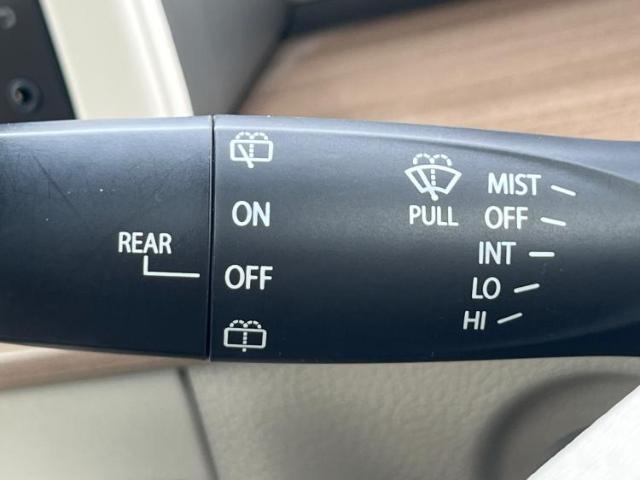 REAR
ON
OFF
PULL
MIST
OFF
INT
LO
HI